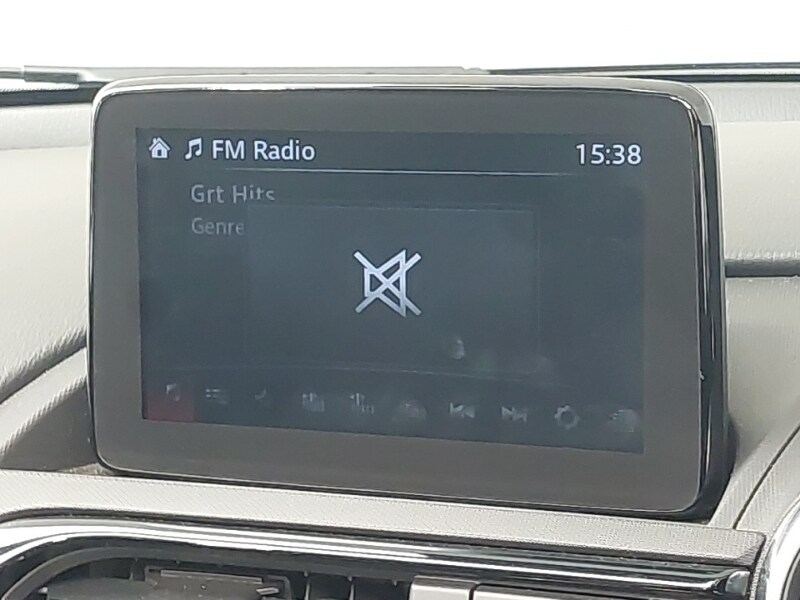 FM Radio
15:38
Grt Hits
Genre